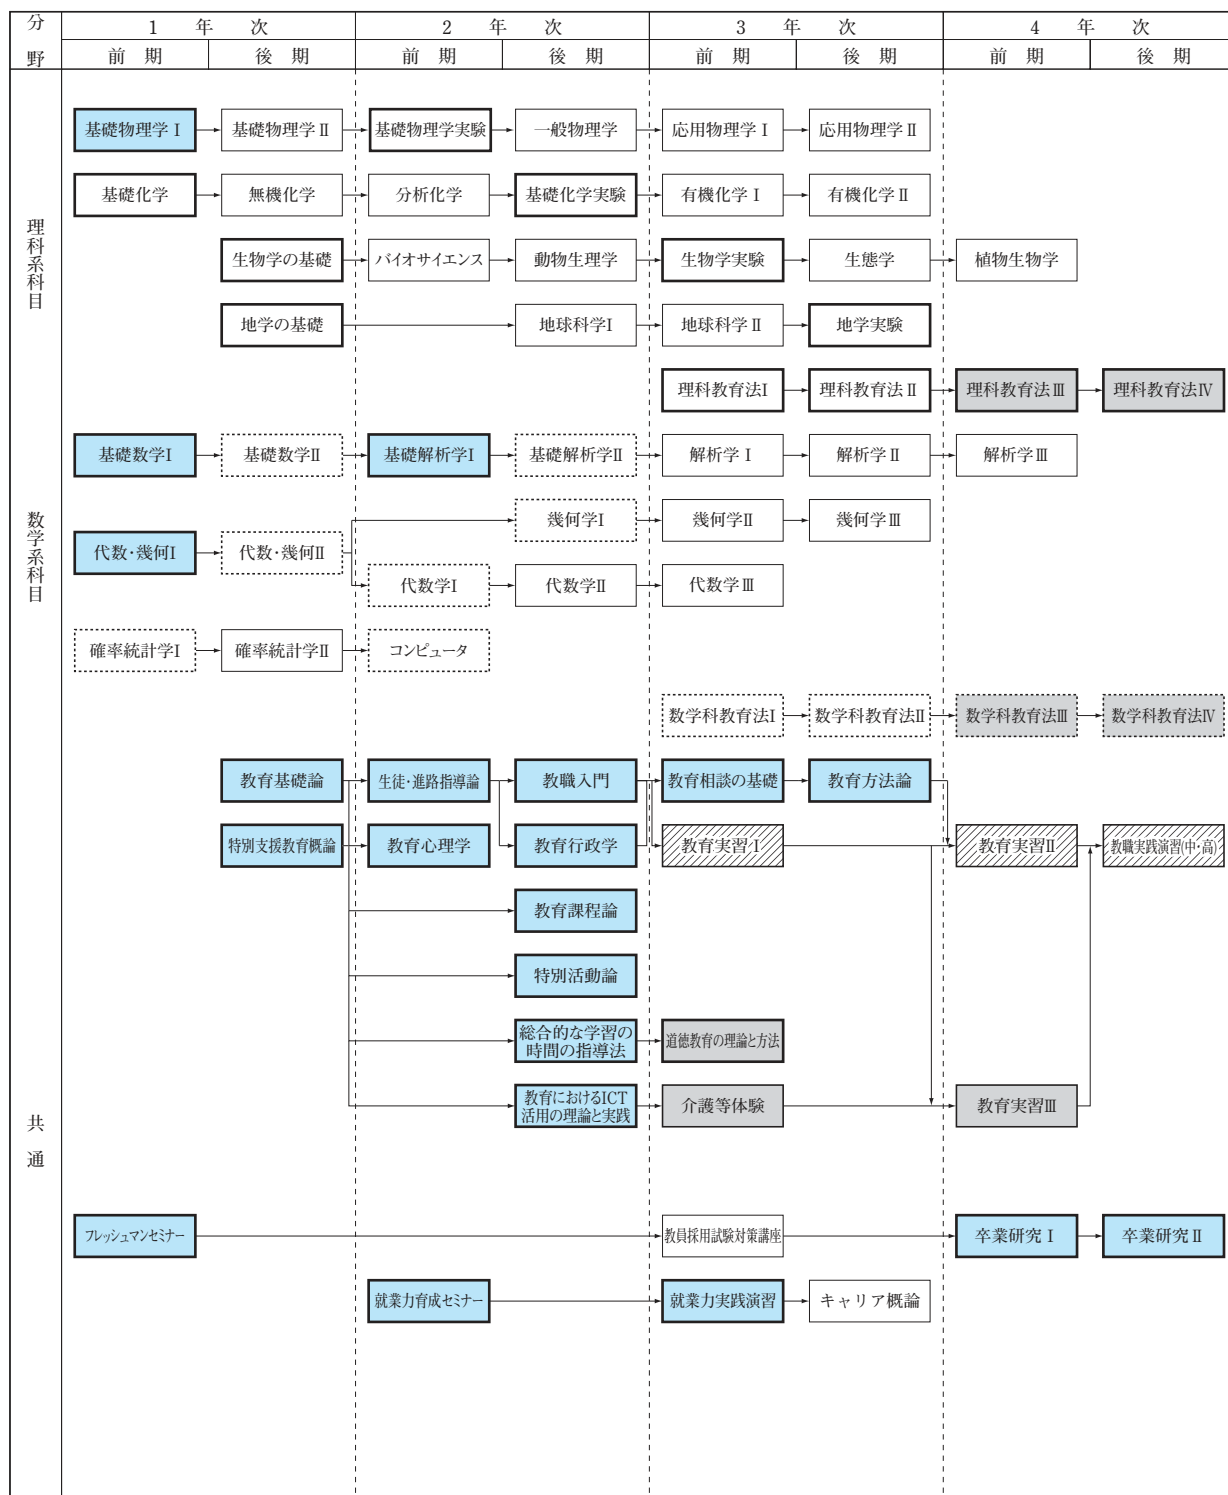 分野
1 年 次
2 年 次
3 年 次
4 年 次
前 期
後 期
前 期
後 期
前 期
後 期
前 期
後 期
理科系科目
基礎物理学Ⅰ
基礎物理学Ⅱ
基礎物理学実験
一般物理学
応用物理学Ⅰ
応用物理学Ⅱ
基礎化学
無機化学
分析化学
基礎化学実験
有機化学Ⅰ
有機化学Ⅱ
生物学の基礎
バイオサイエンス
動物生理学
生物学実験
生態学
植物生物学
地学の基礎
地球科学Ⅰ
地球科学Ⅱ
地学実験
理科教育法Ⅰ
理科教育法Ⅱ
理科教育法Ⅲ
理科教育法Ⅳ
数学系科目
基礎数学Ⅰ
基礎数学Ⅱ
基礎解析学Ⅰ
基礎解析学Ⅱ
解析学Ⅰ
解析学Ⅱ
解析学Ⅲ
幾何学Ⅰ
幾何学Ⅱ
幾何学Ⅲ
代数・幾何Ⅰ
代数・幾何Ⅱ
代数学Ⅰ
代数学Ⅱ
代数学Ⅲ
確率統計学Ⅰ
確率統計学Ⅱ
コンピュータ
数学科教育法Ⅰ
数学科教育法Ⅱ
数学科教育法Ⅲ
数学科教育法Ⅳ
共通
教育基礎論
生徒・進路指導論
教職入門
教育相談の基礎
教育方法論
特別支援教育概論
教育心理学
教育行政学
教育実習Ⅰ
教育実習Ⅱ
教職実践演習(中・高)
教育課程論
特別活動論
総合的な学習の
時間の指導法
道徳教育の理論と方法
教育におけるICT
活用の理論と実践
介護等体験
教育実習Ⅲ
フレッシュマンセミナー
教員採用試験対策講座
卒業研究Ⅰ
卒業研究Ⅱ
就業力育成セミナー
就業力実践演習
キャリア概論